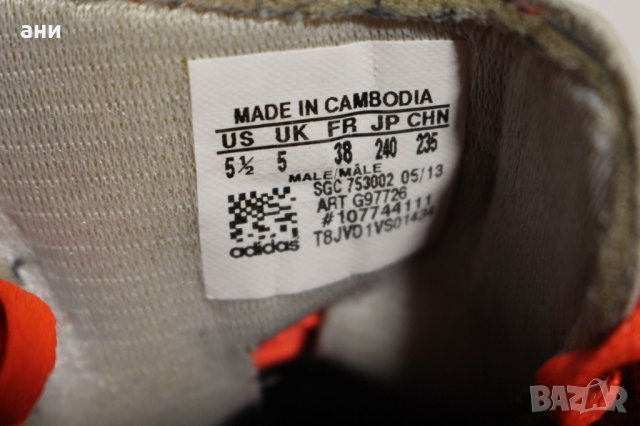 ани
MADE IN CAMBODIA
US UK FR JP CHN
5½ 5 38 240 235
MALE/MÂLE
SGC 753002 05/13
ART G97726
#107744111
T8JVD1VS01434
adidas
BAZAR